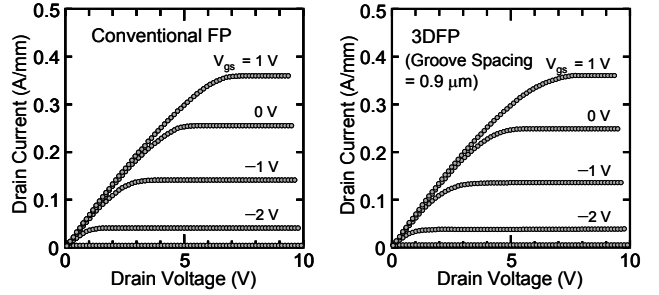 Conventional FP
V_gs = 1 V
0 V
−1 V
−2 V
0.5
0.4
0.3
0.2
0.1
0
0
5
10
Drain Current (A/mm)
Drain Voltage (V)
3DFP
(Groove Spacing
= 0.9 μm)
V_gs = 1 V
0 V
−1 V
−2 V
0.5
0.4
0.3
0.2
0.1
0
0
5
10
Drain Current (A/mm)
Drain Voltage (V)